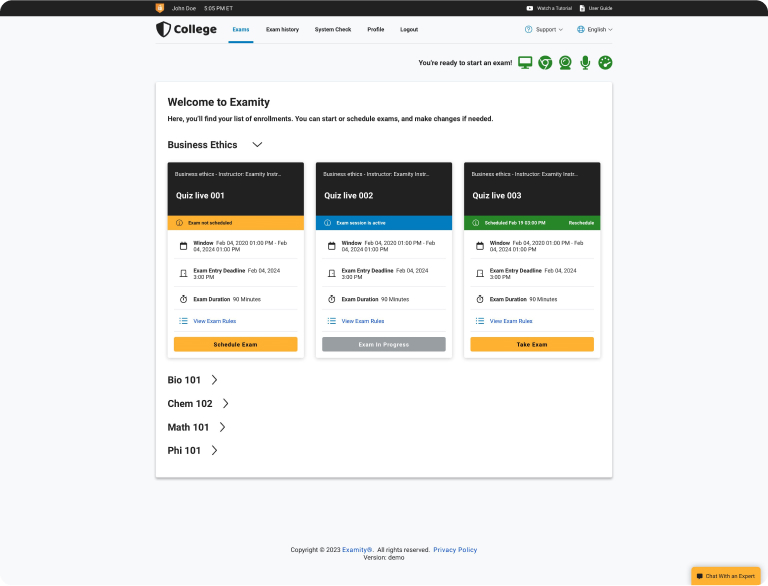 John Doe 5:05 PM ET Watch a Tutorial User Guide
College Exams Exam history System Check Profile Logout Support English
You're ready to start an exam!
Welcome to Examity
Here, you'll find your list of enrollments. You can start or schedule exams, and make changes if needed.
Business Ethics
Business ethics - Instructor: Examity Instr...
Quiz live 001
Exam not scheduled
Window Feb 04, 2020 01:00 PM - Feb
04, 2024 01:00 PM
Exam Entry Deadline Feb 04, 2024
3:00 PM
Exam Duration 90 Minutes
View Exam Rules
Schedule Exam
Business ethics - Instructor: Examity Instr...
Quiz live 002
Exam session is active
Window Feb 04, 2020 01:00 PM - Feb
04, 2024 01:00 PM
Exam Entry Deadline Feb 04, 2024
3:00 PM
Exam Duration 90 Minutes
View Exam Rules
Exam In Progress
Business ethics - Instructor: Examity Instr...
Quiz live 003
Scheduled Feb 19 03:00 PM Reschedule
Window Feb 04, 2020 01:00 PM - Feb
04, 2024 01:00 PM
Exam Entry Deadline Feb 04, 2024
3:00 PM
Exam Duration 90 Minutes
View Exam Rules
Take Exam
Bio 101
Chem 102
Math 101
Phi 101
Copyright © 2023 Examity®. All rights reserved. Privacy Policy
Version: demo
Chat With an Expert